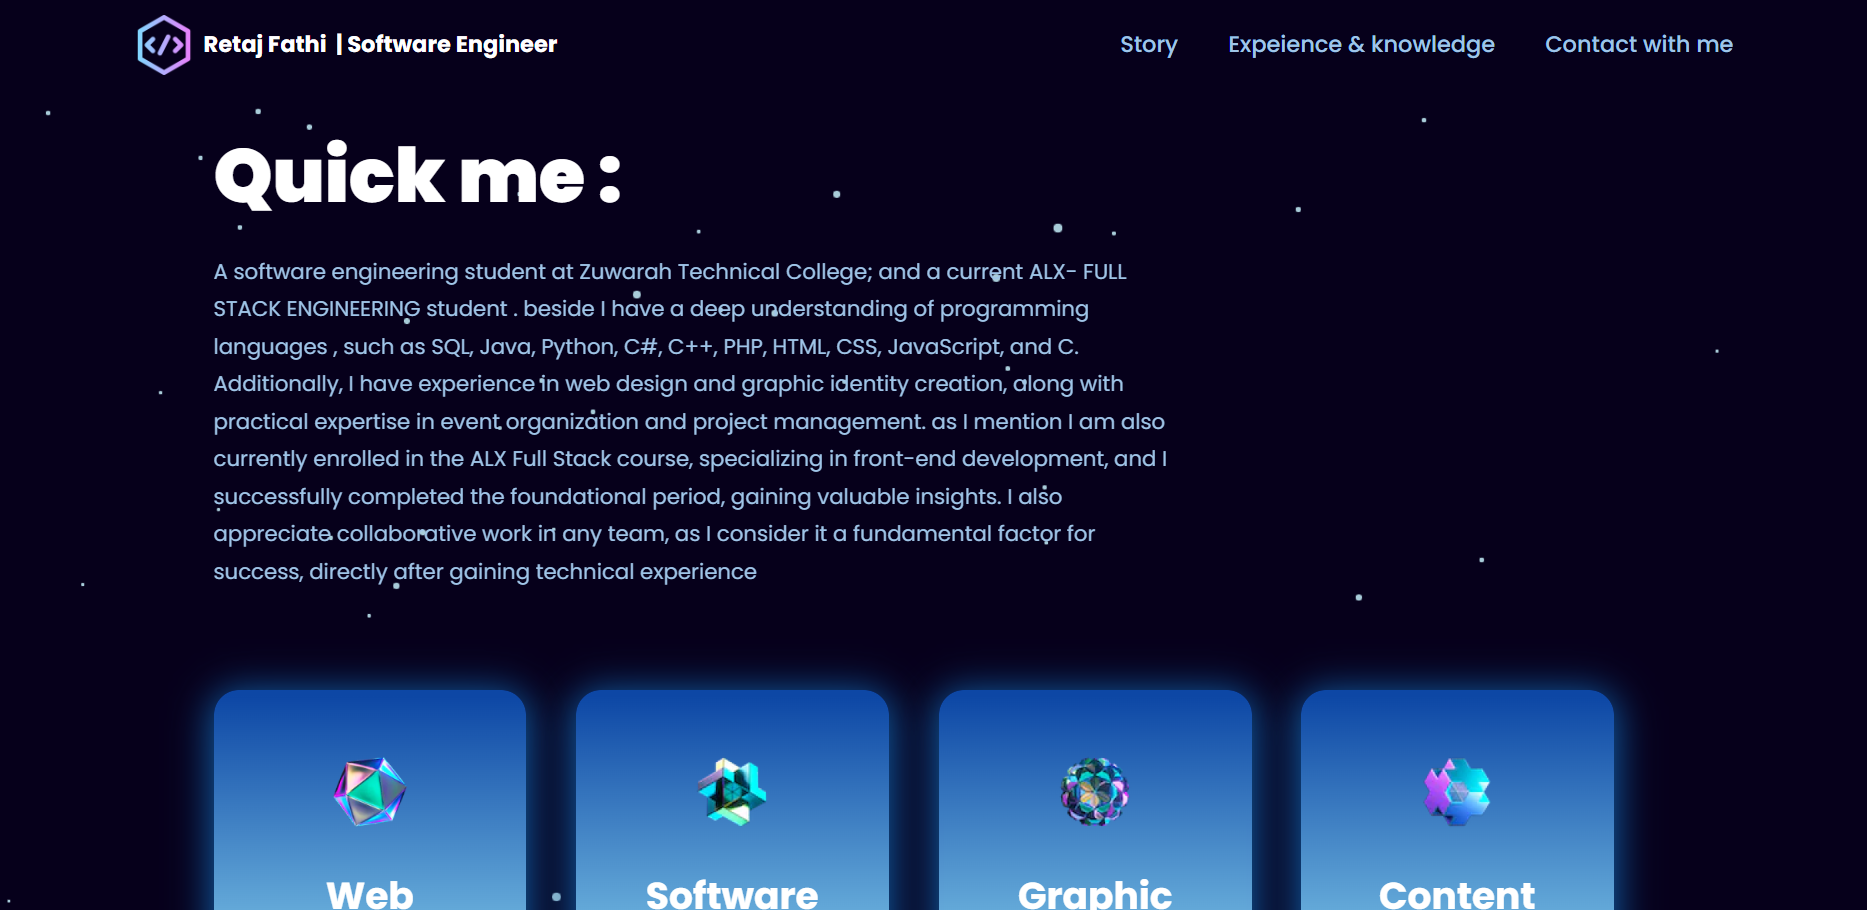 Retaj Fathi | Software Engineer
Story
Expeience & knowledge
Contact with me
Quick me :
A software engineering student at Zuwarah Technical College; and a current ALX- FULL
STACK ENGINEERING student . beside I have a deep understanding of programming
languages , such as SQL, Java, Python, C#, C++, PHP, HTML, CSS, JavaScript, and C.
Additionally, I have experience in web design and graphic identity creation, along with
practical expertise in event organization and project management. as I mention I am also
currently enrolled in the ALX Full Stack course, specializing in front-end development, and I
successfully completed the foundational period, gaining valuable insights. I also
appreciate collaborative work in any team, as I consider it a fundamental factor for
success, directly after gaining technical experience
Web
Software
Graphic
Content